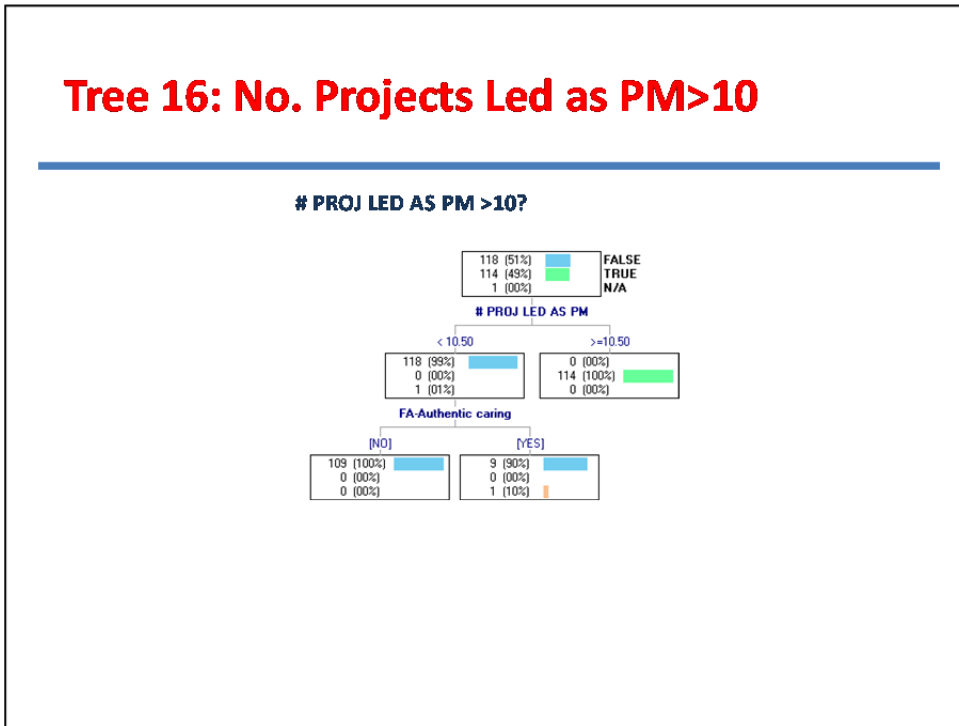 Tree 16: No. Projects Led as PM>10
# PROJ LED AS PM >10?
118 (51%) FALSE
114 (49%) TRUE
1 (00%) N/A
# PROJ LED AS PM
< 10.50 >=10.50
118 (99%) 0 (00%)
0 (00%) 114 (100%)
1 (01%) 0 (00%)
FA-Authentic caring
[NO] [YES]
109 (100%) 9 (90%)
0 (00%) 0 (00%)
0 (00%) 1 (10%)